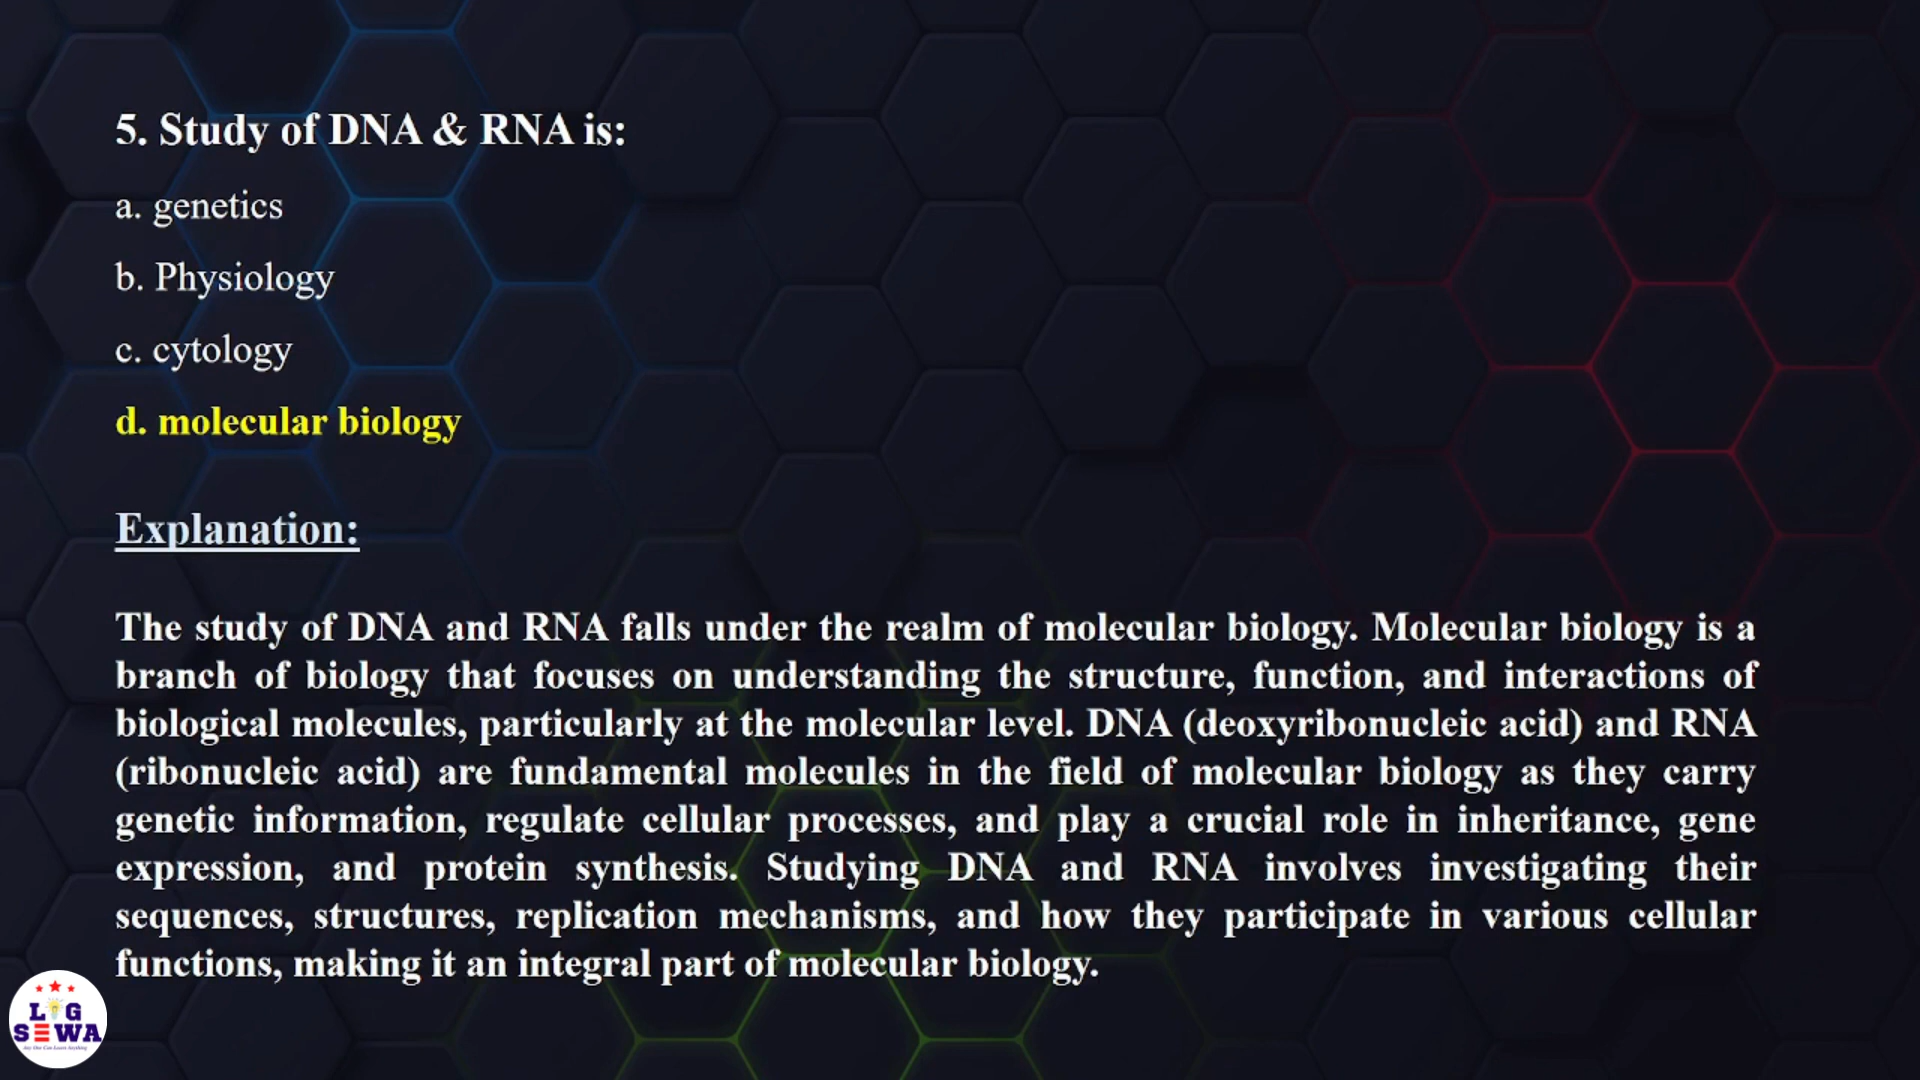 5. Study of DNA & RNA is:
a. genetics
b. Physiology
c. cytology
d. molecular biology
Explanation:
The study of DNA and RNA falls under the realm of molecular biology. Molecular biology is a
branch of biology that focuses on understanding the structure, function, and interactions of
biological molecules, particularly at the molecular level. DNA (deoxyribonucleic acid) and RNA
(ribonucleic acid) are fundamental molecules in the field of molecular biology as they carry
genetic information, regulate cellular processes, and play a crucial role in inheritance, gene
expression, and protein synthesis. Studying DNA and RNA involves investigating their
sequences, structures, replication mechanisms, and how they participate in various cellular
functions, making it an integral part of molecular biology.
L G
SEWA